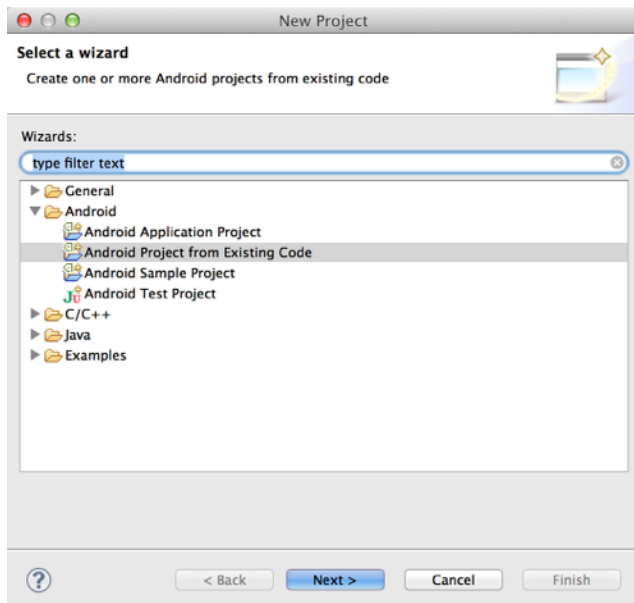 New Project
Select a wizard
Create one or more Android projects from existing code
Wizards:
type filter text
General
Android
Android Application Project
Android Project from Existing Code
Android Sample Project
Ju Android Test Project
C/C++
Java
Examples
?
< Back
Next >
Cancel
Finish